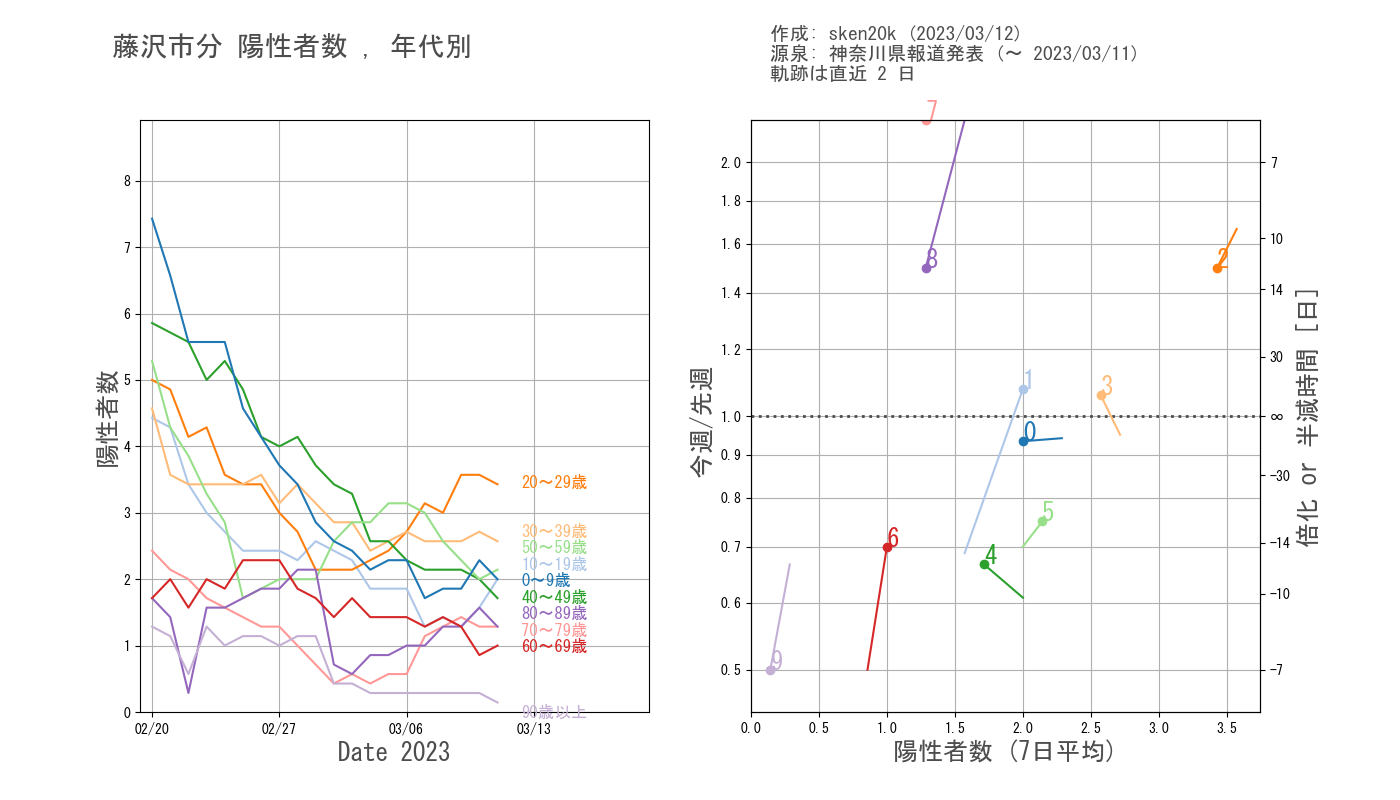 藤沢市分 陽性者数 , 年代別
作成: sken20k (2023/03/12)
源泉: 神奈川県報道発表 (〜 2023/03/11)
軌跡は直近 2 日
陽性者数
8
7
6
5
4
3
2
1
0
20〜29歳
30〜39歳
50〜59歳
10〜19歳
0〜9歳
40〜49歳
80〜89歳
70〜79歳
60〜69歳
90歳以上
02/20
02/27
03/06
03/13
Date 2023
今週/先週
2.0
1.8
1.6
1.4
1.2
1.0
0.9
0.8
0.7
0.6
0.5
7
8
2
1
3
0
5
6
4
9
7
10
14
30
∞
−30
−14
−10
−7
倍化 or 半減時間 [日]
0.0
0.5
1.0
1.5
2.0
2.5
3.0
3.5
陽性者数 (7日平均)